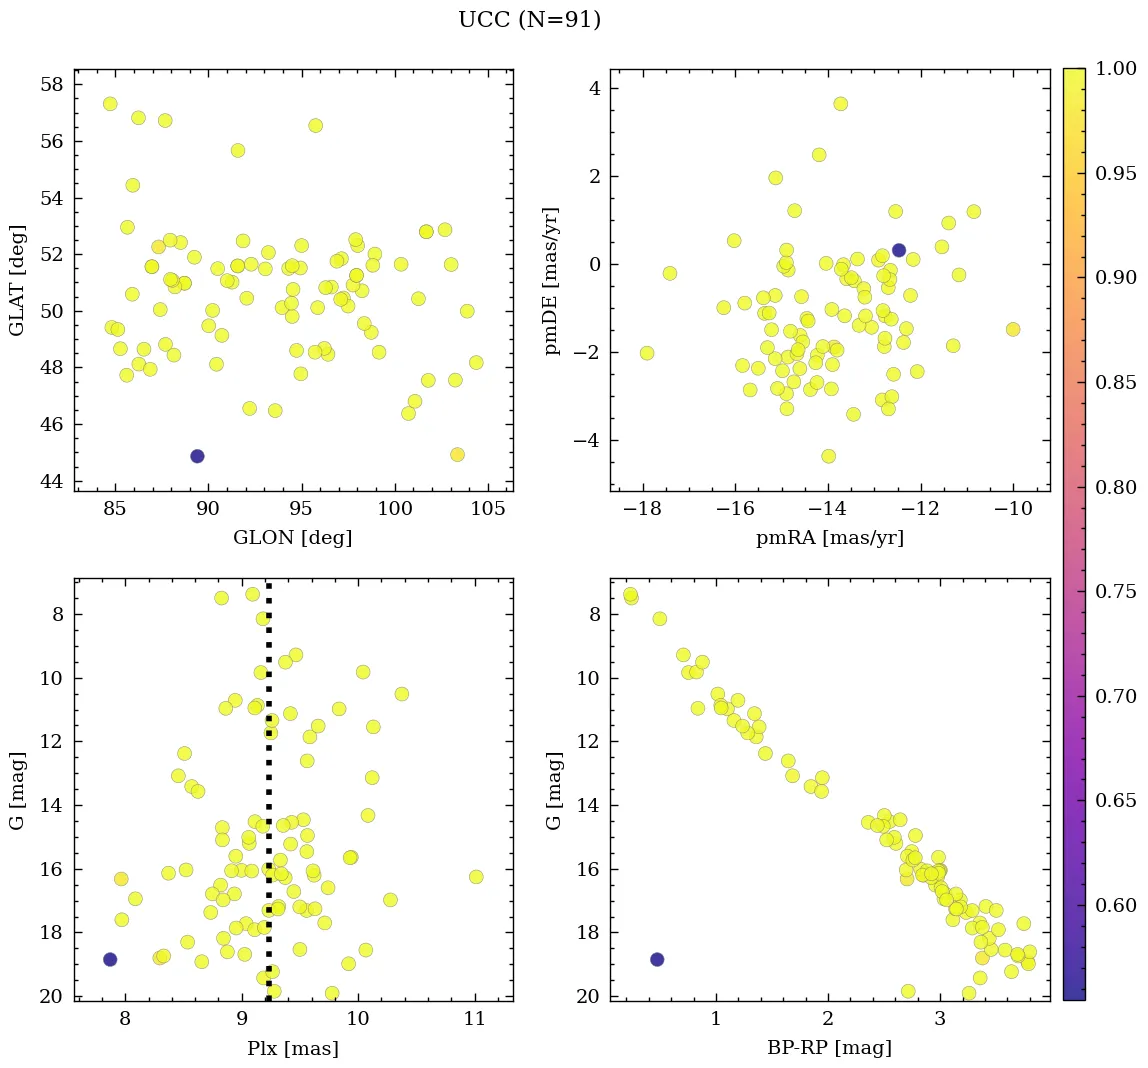 UCC (N=91)
58
56
54
52
50
48
46
44
GLAT [deg]
85 90 95 100 105
GLON [deg]
4
2
0
−2
−4
pmDE [mas/yr]
−18 −16 −14 −12 −10
pmRA [mas/yr]
8
10
12
14
16
18
20
G [mag]
8 9 10 11
Plx [mas]
8
10
12
14
16
18
20
G [mag]
1 2 3
BP-RP [mag]
1.00
0.95
0.90
0.85
0.80
0.75
0.70
0.65
0.60